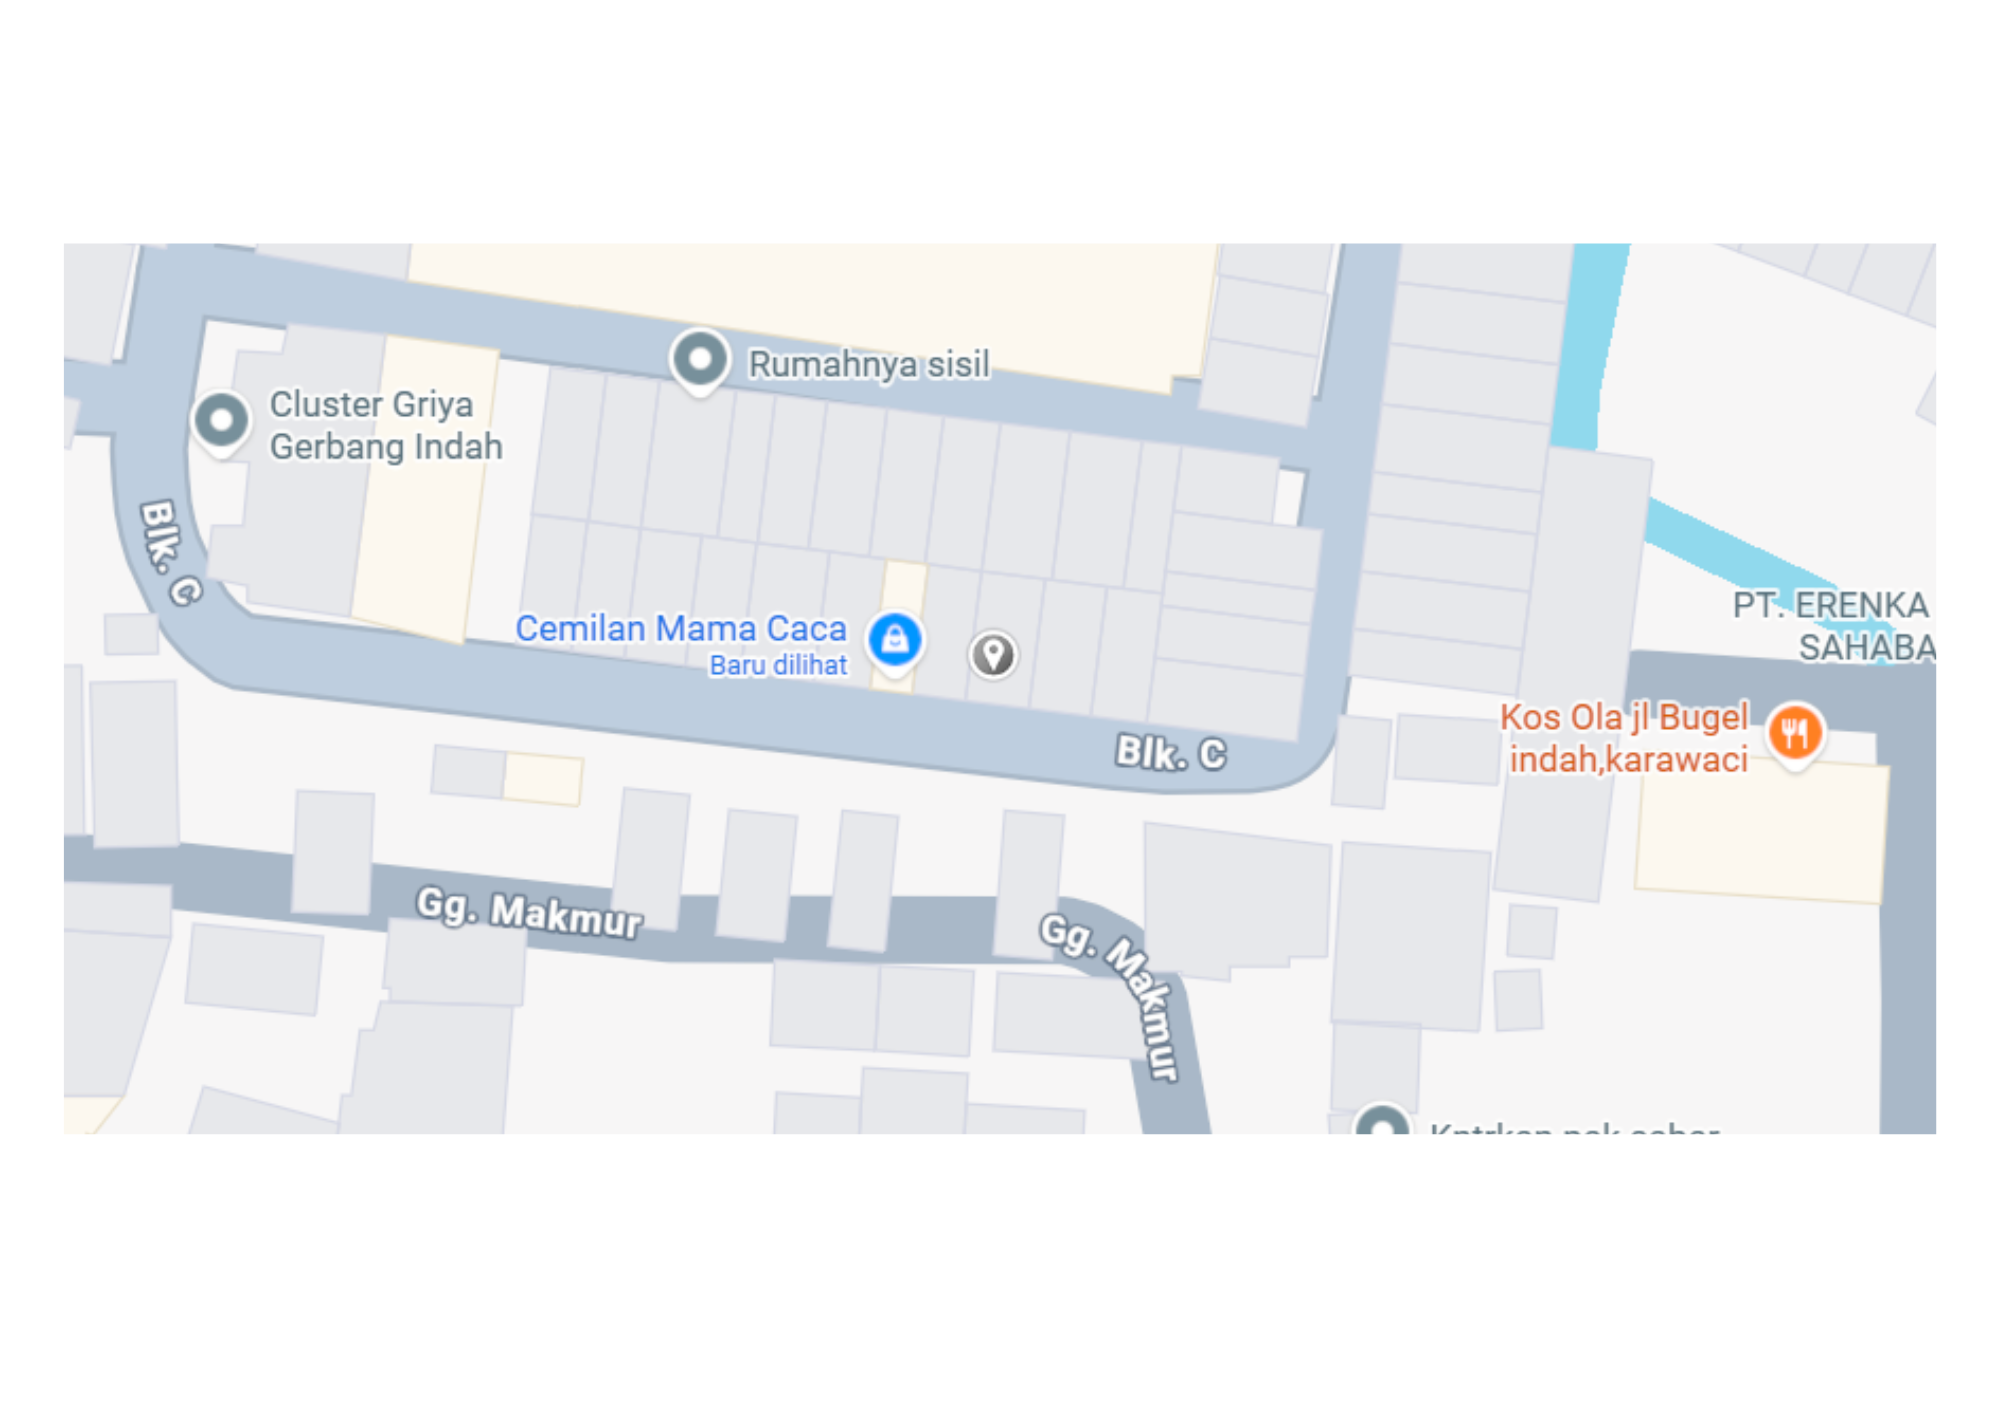 Rumahnya sisil
Cluster Griya
Gerbang Indah
Blk. C
Cemilan Mama Caca
Baru dilihat
PT. ERENKA
SAHABA
Kos Ola jl Bugel
indah,karawaci
Blk. C
Gg. Makmur
Gg. Makmur